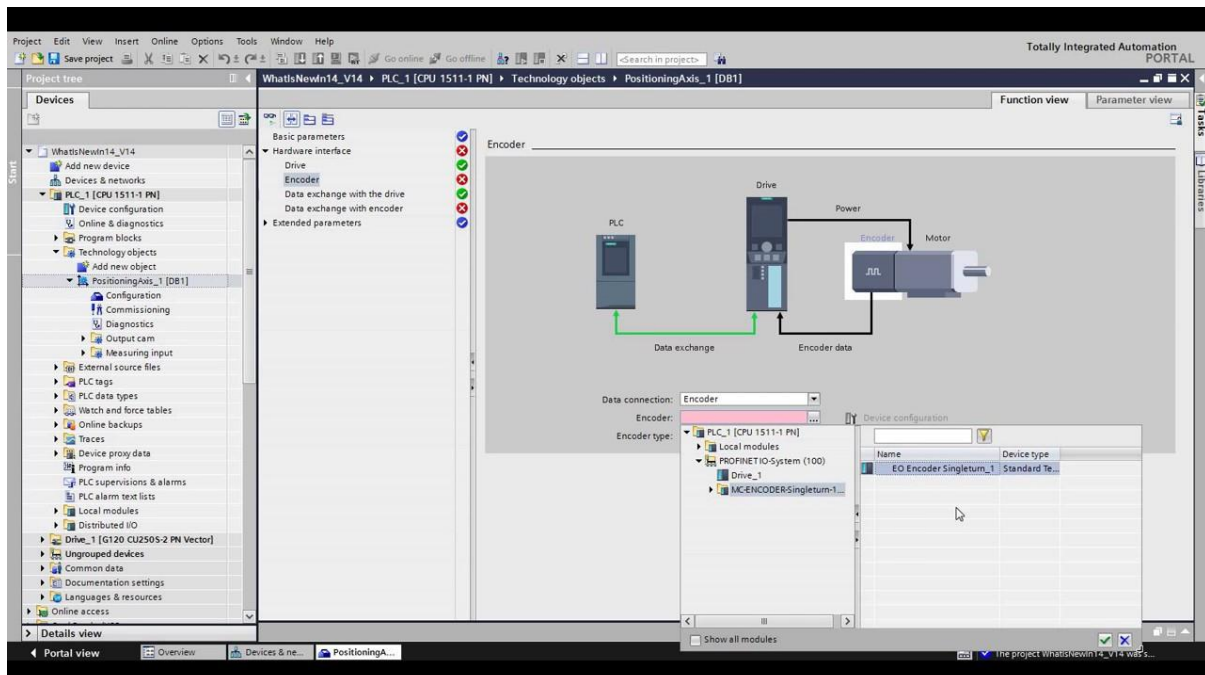 Project Edit View Insert Online Options Tools Window Help
Totally Integrated Automation
PORTAL
Save project Go online Go offline <Search in project>
Project tree
WhatIsNewIn14_V14 PLC_1 [CPU 1511-1 PN] Technology objects PositioningAxis_1 [DB1]
Devices
Function view Parameter view
Start
WhatIsNewIn14_V14
Add new device
Devices & networks
PLC_1 [CPU 1511-1 PN]
Device configuration
Online & diagnostics
Program blocks
Technology objects
Add new object
PositioningAxis_1 [DB1]
Configuration
Commissioning
Diagnostics
Output cam
Measuring input
External source files
PLC tags
PLC data types
Watch and force tables
Online backups
Traces
Device proxy data
Program info
PLC supervisions & alarms
PLC alarm text lists
Local modules
Distributed I/O
Drive_1 [G120 CU250S-2 PN Vector]
Ungrouped devices
Common data
Documentation settings
Languages & resources
Online access
Details view
Basic parameters
Hardware interface
Drive
Encoder
Data exchange with the drive
Data exchange with encoder
Extended parameters
Encoder
Drive
PLC
Power
Encoder Motor
Data exchange
Encoder data
Data connection: Encoder
Encoder: ... Device configuration
Encoder type:
PLC_1 [CPU 1511-1 PN]
Local modules
PROFINET IO-System (100)
Drive_1
MC-ENCODER-Singleturn-1...
Name Device type
EO Encoder Singleturn_1 Standard Te...
Show all modules
Tasks
Libraries
Portal view Overview Devices & ne... PositioningA...
The project WhatIsNewIn14_V14 was s...